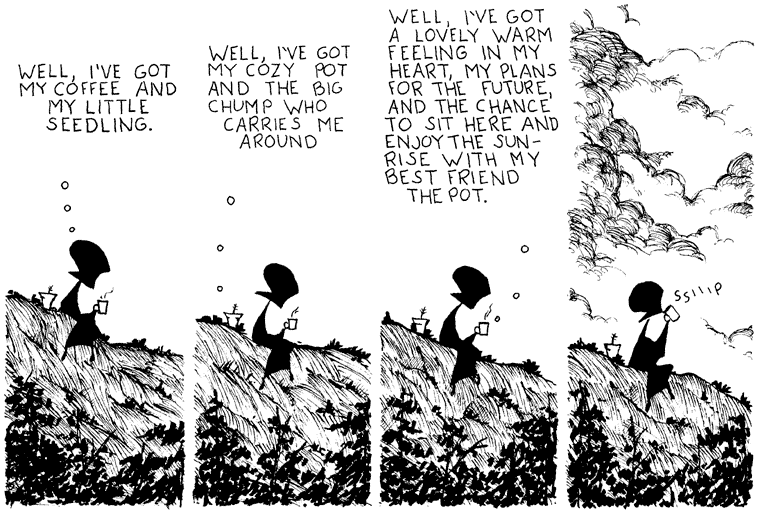 WELL, I'VE GOT
MY COFFEE AND
MY LITTLE
SEEDLING.
WELL, I'VE GOT
MY COZY POT
AND THE BIG
CHUMP WHO
CARRIES ME
AROUND
WELL, I'VE GOT
A LOVELY WARM
FEELING IN MY
HEART, MY PLANS
FOR THE FUTURE,
AND THE CHANCE
TO SIT HERE AND
ENJOY THE SUN-
RISE WITH MY
BEST FRIEND
THE POT.
SSIIIP